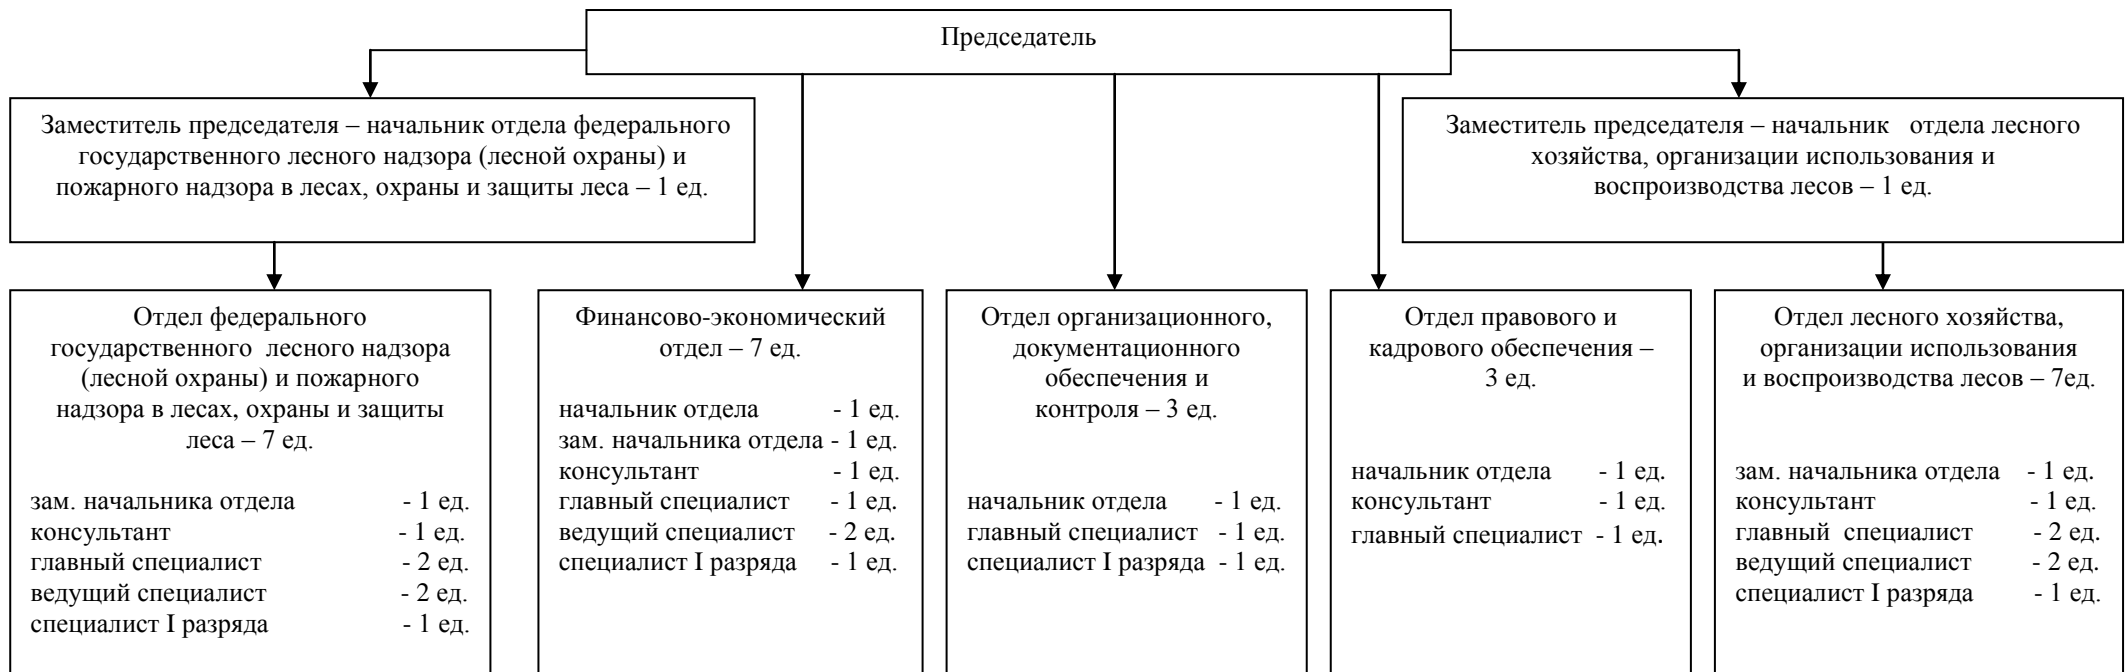 Председатель
Заместитель председателя – начальник отдела федерального
государственного лесного надзора (лесной охраны) и
пожарного надзора в лесах, охраны и защиты леса – 1 ед.
Заместитель председателя – начальник отдела лесного
хозяйства, организации использования и
воспроизводства лесов – 1 ед.
Отдел федерального
государственного лесного надзора
(лесной охраны) и пожарного
надзора в лесах, охраны и защиты
леса – 7 ед.
зам. начальника отдела - 1 ед.
консультант - 1 ед.
главный специалист - 2 ед.
ведущий специалист - 2 ед.
специалист I разряда - 1 ед.
Финансово-экономический
отдел – 7 ед.
начальник отдела - 1 ед.
зам. начальника отдела - 1 ед.
консультант - 1 ед.
главный специалист - 1 ед.
ведущий специалист - 2 ед.
специалист I разряда - 1 ед.
Отдел организационного,
документационного
обеспечения и
контроля – 3 ед.
начальник отдела - 1 ед.
главный специалист - 1 ед.
специалист I разряда - 1 ед.
Отдел правового и
кадрового обеспечения –
3 ед.
начальник отдела - 1 ед.
консультант - 1 ед.
главный специалист - 1 ед.
Отдел лесного хозяйства,
организации использования
и воспроизводства лесов – 7ед.
зам. начальника отдела - 1 ед.
консультант - 1 ед.
главный специалист - 2 ед.
ведущий специалист - 2 ед.
специалист I разряда - 1 ед.